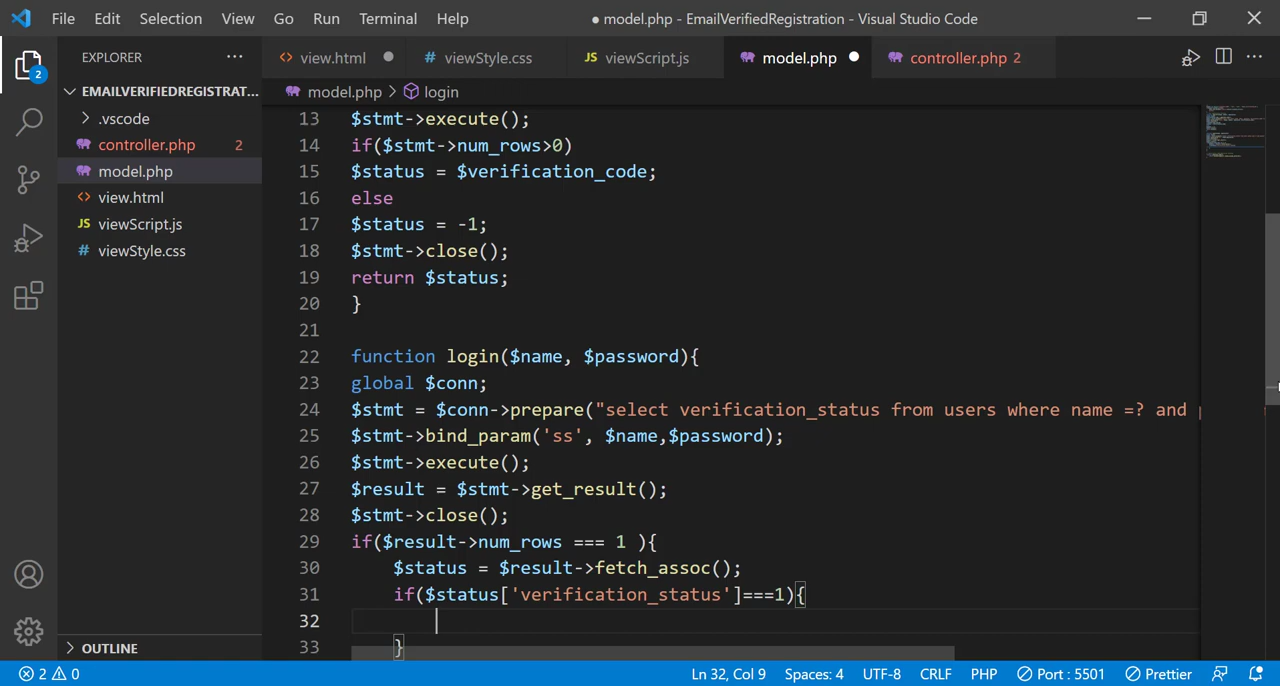 File Edit Selection View Go Run Terminal Help ● model.php - EmailVerifiedRegistration - Visual Studio Code
EXPLORER ··· <> view.html ● # viewStyle.css JS viewScript.js model.php ● controller.php 2 ···
2
EMAILVERIFIEDREGISTRAT...
model.php > login
.vscode
controller.php 2
model.php
<> view.html
JS viewScript.js
# viewStyle.css
13 $stmt->execute();
14 if($stmt->num_rows>0)
15 $status = $verification_code;
16 else
17 $status = -1;
18 $stmt->close();
19 return $status;
20 }
21
22 function login($name, $password){
23 global $conn;
24 $stmt = $conn->prepare("select verification_status from users where name =? and
25 $stmt->bind_param('ss', $name,$password);
26 $stmt->execute();
27 $result = $stmt->get_result();
28 $stmt->close();
29 if($result->num_rows === 1 ){
30 $status = $result->fetch_assoc();
31 if($status['verification_status']===1){
32
33 }
OUTLINE
2 0 Ln 32, Col 9 Spaces: 4 UTF-8 CRLF PHP Port : 5501 Prettier